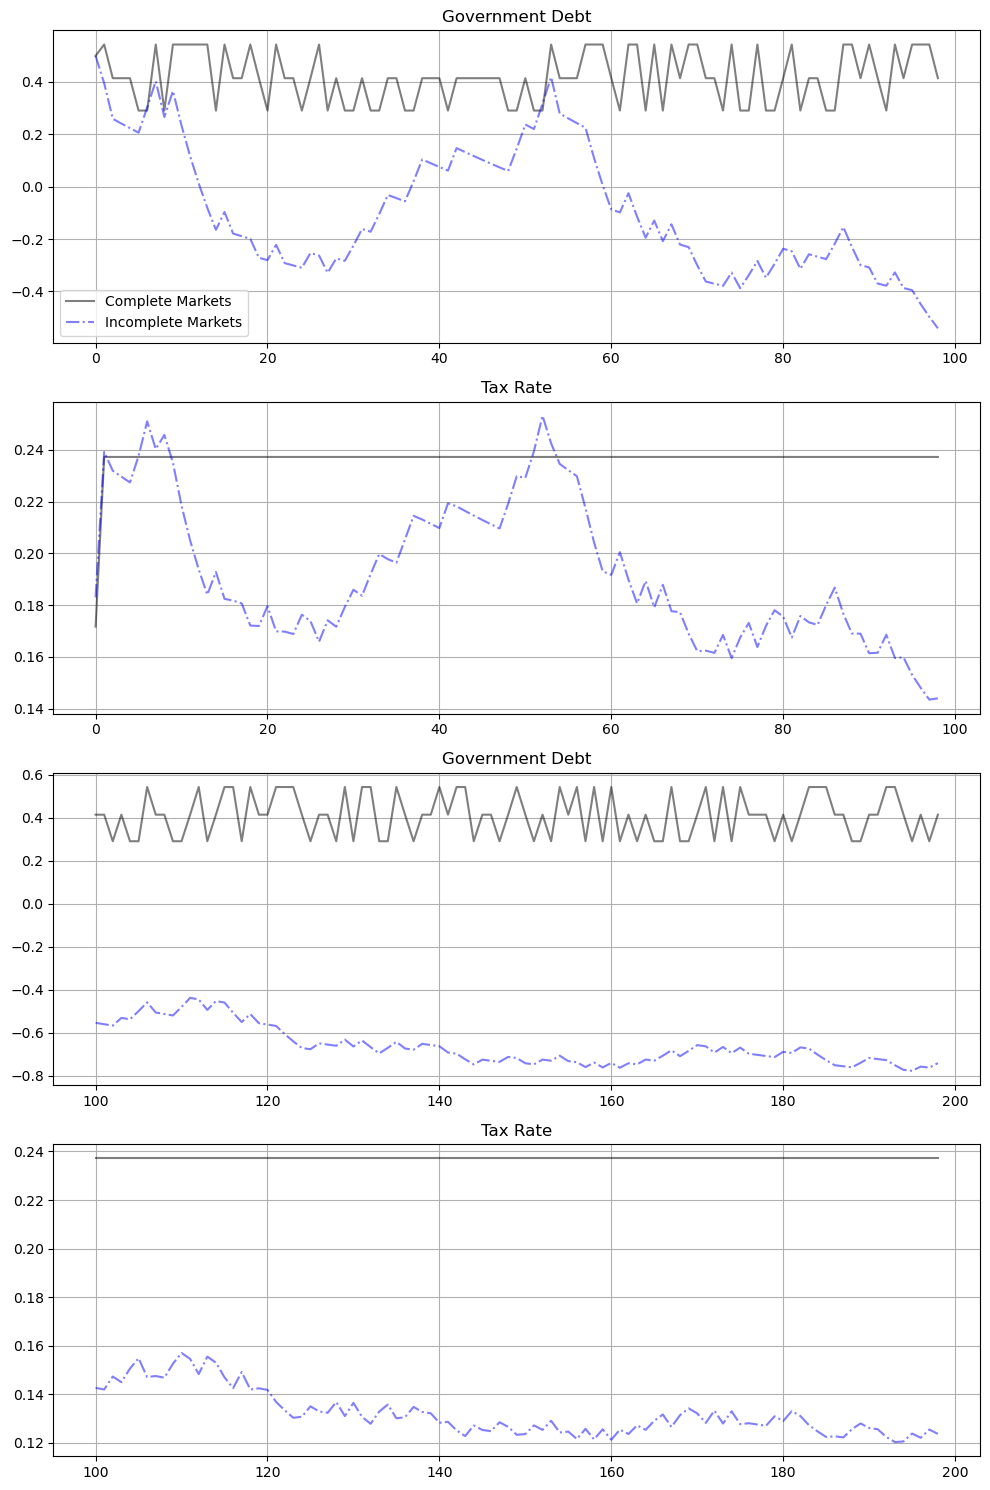 Government Debt
0.4
0.2
0.0
−0.2
−0.4
Complete Markets
Incomplete Markets
0 20 40 60 80 100
Tax Rate
0.24
0.22
0.20
0.18
0.16
0.14
0 20 40 60 80 100
Government Debt
0.6
0.4
0.2
0.0
−0.2
−0.4
−0.6
−0.8
100 120 140 160 180 200
Tax Rate
0.24
0.22
0.20
0.18
0.16
0.14
0.12
100 120 140 160 180 200